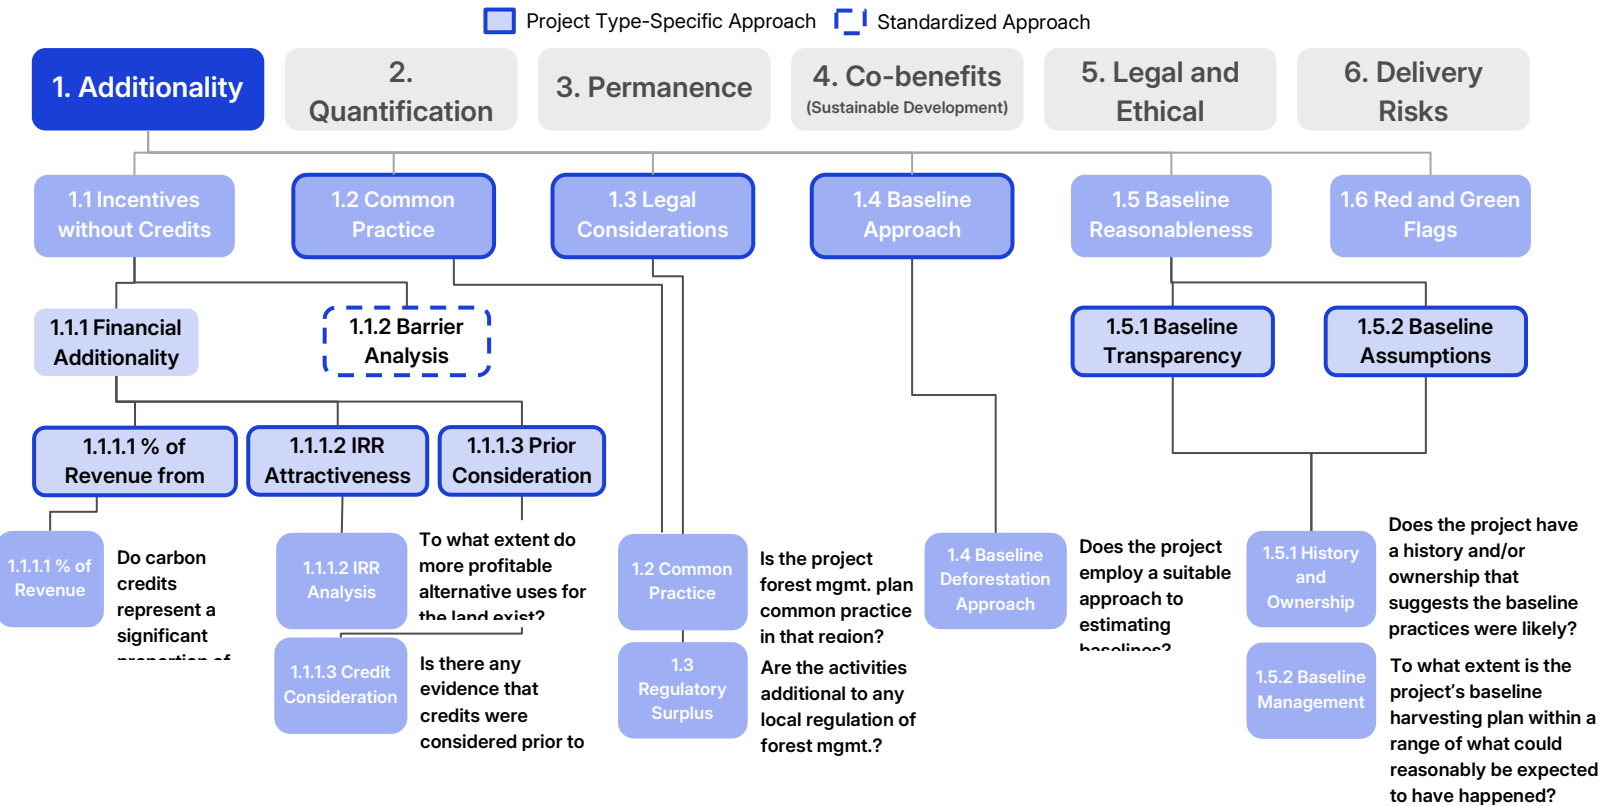 Project Type-Specific Approach
Standardized Approach
1. Additionality
2.
Quantification
3. Permanence
4. Co-benefits
(Sustainable Development)
5. Legal and
Ethical
6. Delivery
Risks
1.1 Incentives
without Credits
1.2 Common
Practice
1.3 Legal
Considerations
1.4 Baseline
Approach
1.5 Baseline
Reasonableness
1.6 Red and Green
Flags
1.1.1 Financial
Additionality
1.1.2 Barrier
Analysis
1.5.1 Baseline
Transparency
1.5.2 Baseline
Assumptions
1.1.1.1 % of
Revenue from
1.1.1.2 IRR
Attractiveness
1.1.1.3 Prior
Consideration
1.1.1.1 % of
Revenue
Do carbon
credits
represent a
significant
proportion of
1.1.1.2 IRR
Analysis
To what extent do
more profitable
alternative uses for
the land exist?
1.1.1.3 Credit
Consideration
Is there any
evidence that
credits were
considered prior to
1.2 Common
Practice
Is the project
forest mgmt. plan
common practice
in that region?
1.3
Regulatory
Surplus
Are the activities
additional to any
local regulation of
forest mgmt.?
1.4 Baseline
Deforestation
Approach
Does the project
employ a suitable
approach to
estimating
baselines?
1.5.1 History
and
Ownership
Does the project have
a history and/or
ownership that
suggests the baseline
practices were likely?
1.5.2 Baseline
Management
To what extent is the
project's baseline
harvesting plan within a
range of what could
reasonably be expected
to have happened?